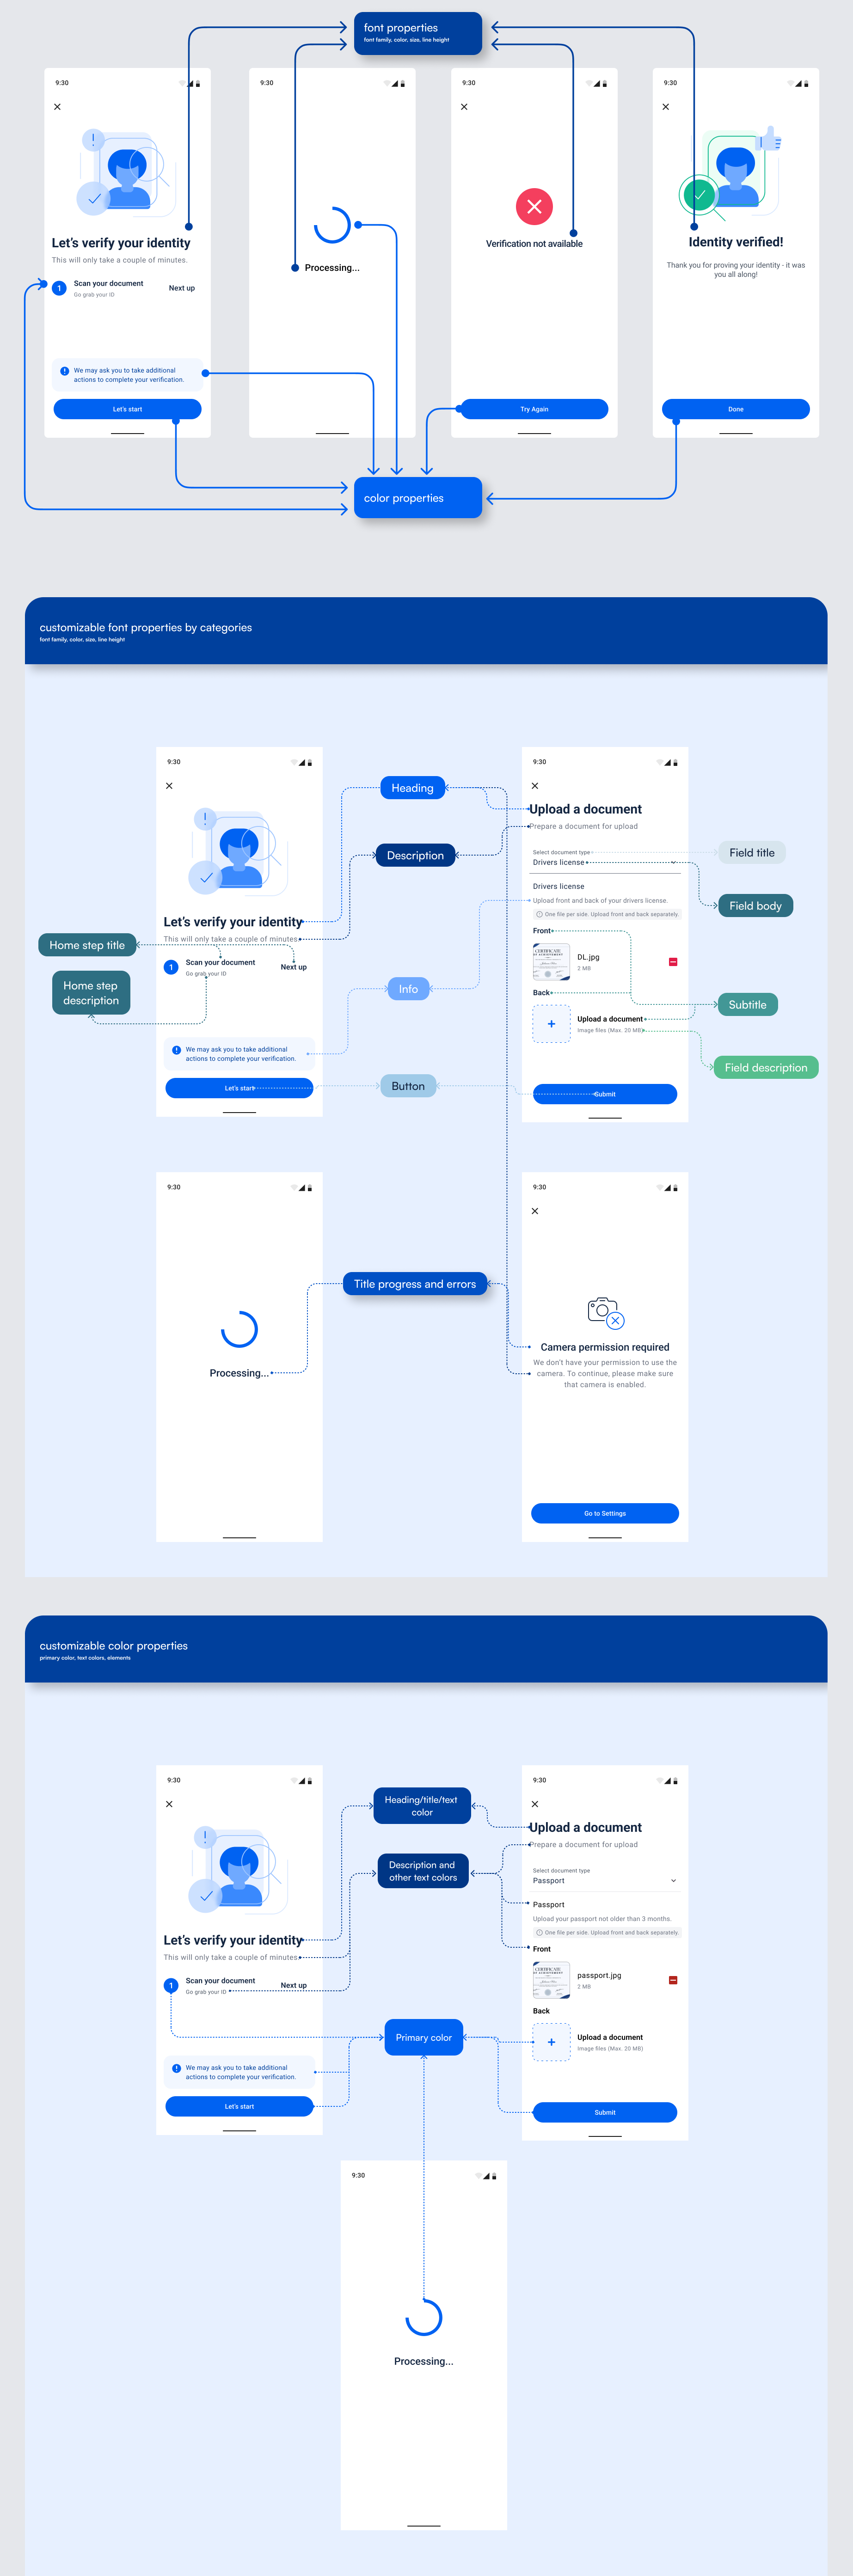 font properties
font family, color, size, line height
9:30
9:30
9:30
9:30
Let's verify your identity
This will only take a couple of minutes.
1
Scan your document
Go grab your ID
Next up
We may ask you to take additional
actions to complete your verification.
Let's start
Processing...
Verification not available
Try Again
Identity verified!
Thank you for proving your identity - it was
you all along!
Done
color properties
customizable font properties by categories
font family, color, size, line height
9:30
Let's verify your identity
This will only take a couple of minutes.
1
Scan your document
Go grab your ID
Next up
We may ask you to take additional
actions to complete your verification.
Let's start
Home step title
Home step
description
Heading
Description
Info
Button
9:30
Upload a document
Prepare a document for upload
Select document type
Drivers license
Drivers license
Upload front and back of your drivers license.
One file per side. Upload front and back separately.
Front
DL.jpg
2 MB
Back
Upload a document
Image files (Max. 20 MB)
Submit
Field title
Field body
Subtitle
Field description
9:30
Processing...
Title progress and errors
9:30
Camera permission required
We don't have your permission to use the
camera. To continue, please make sure
that camera is enabled.
Go to Settings
customizable color properties
primary color, text colors, elements
9:30
Let's verify your identity
This will only take a couple of minutes.
1
Scan your document
Go grab your ID
Next up
We may ask you to take additional
actions to complete your verification.
Let's start
Heading/title/text
color
Description and
other text colors
Primary color
9:30
Upload a document
Prepare a document for upload
Select document type
Passport
Passport
Upload your passport not older than 3 months.
One file per side. Upload front and back separately.
Front
passport.jpg
2 MB
Back
Upload a document
Image files (Max. 20 MB)
Submit
9:30
Processing...